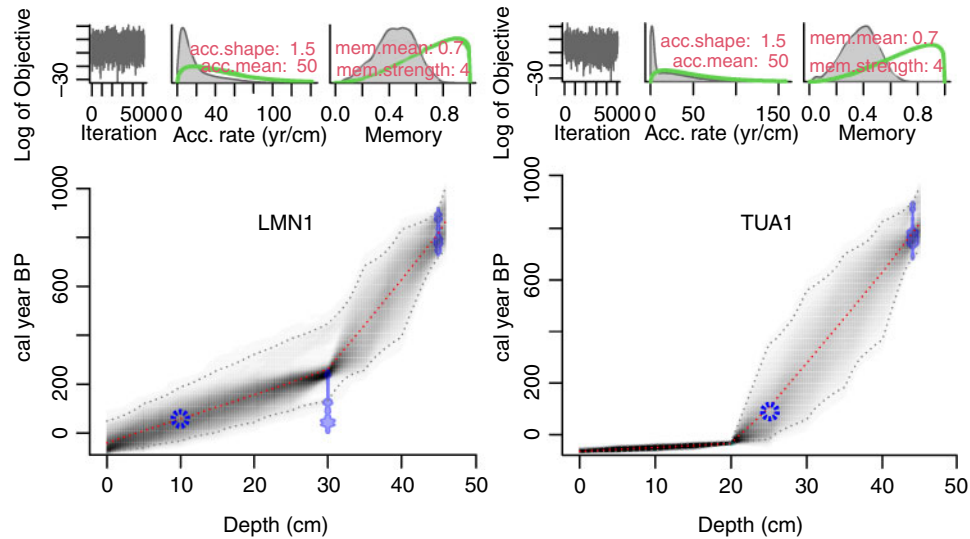 Log of Objective
−30
0
5000
Iteration
acc.shape: 1.5
acc.mean: 50
0
40
100
Acc. rate (yr/cm)
mem.mean: 0.7
mem.strength: 4
0.0
0.4
0.8
Memory
LMN1
cal year BP
1000
600
200
0
0
10
20
30
40
50
Depth (cm)
Log of Objective
−30
0
5000
Iteration
acc.shape: 1.5
acc.mean: 50
0
50
150
Acc. rate (yr/cm)
mem.mean: 0.7
mem.strength: 4
0.0
0.4
0.8
Memory
TUA1
cal year BP
1000
600
200
0
0
10
20
30
40
50
Depth (cm)